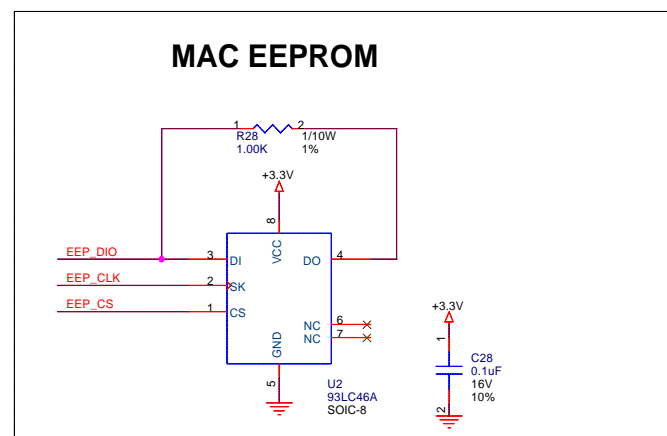 MAC EEPROM
1 2
R28 1/10W
1.00K 1%
+3.3V
8
VCC
EEP_DIO 3 DI DO 4
EEP_CLK 2 SK
EEP_CS 1 CS
NC 6
NC 7
GND
5
U2
93LC46A
SOIC-8
+3.3V
1
C28
0.1uF
16V
10%
2